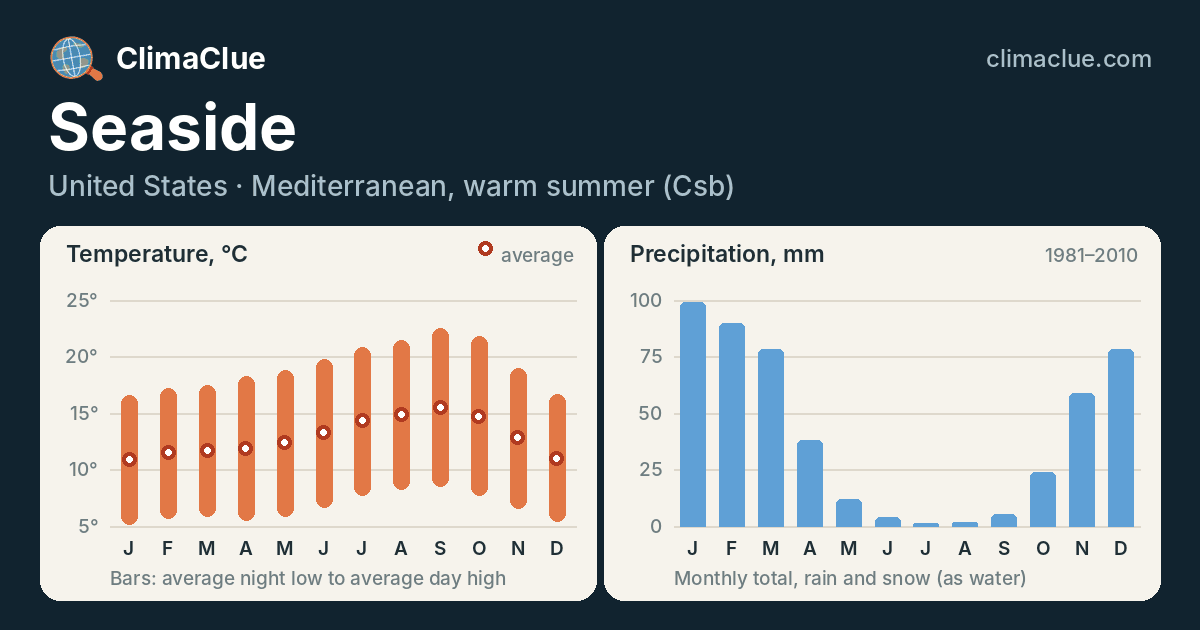 ClimaClue
climaclue.com
Seaside
United States · Mediterranean, warm summer (Csb)
Temperature, °C
average
25°
20°
15°
10°
5°
J F M A M J J A S O N D
Bars: average night low to average day high
Precipitation, mm
1981–2010
100
75
50
25
0
J F M A M J J A S O N D
Monthly total, rain and snow (as water)